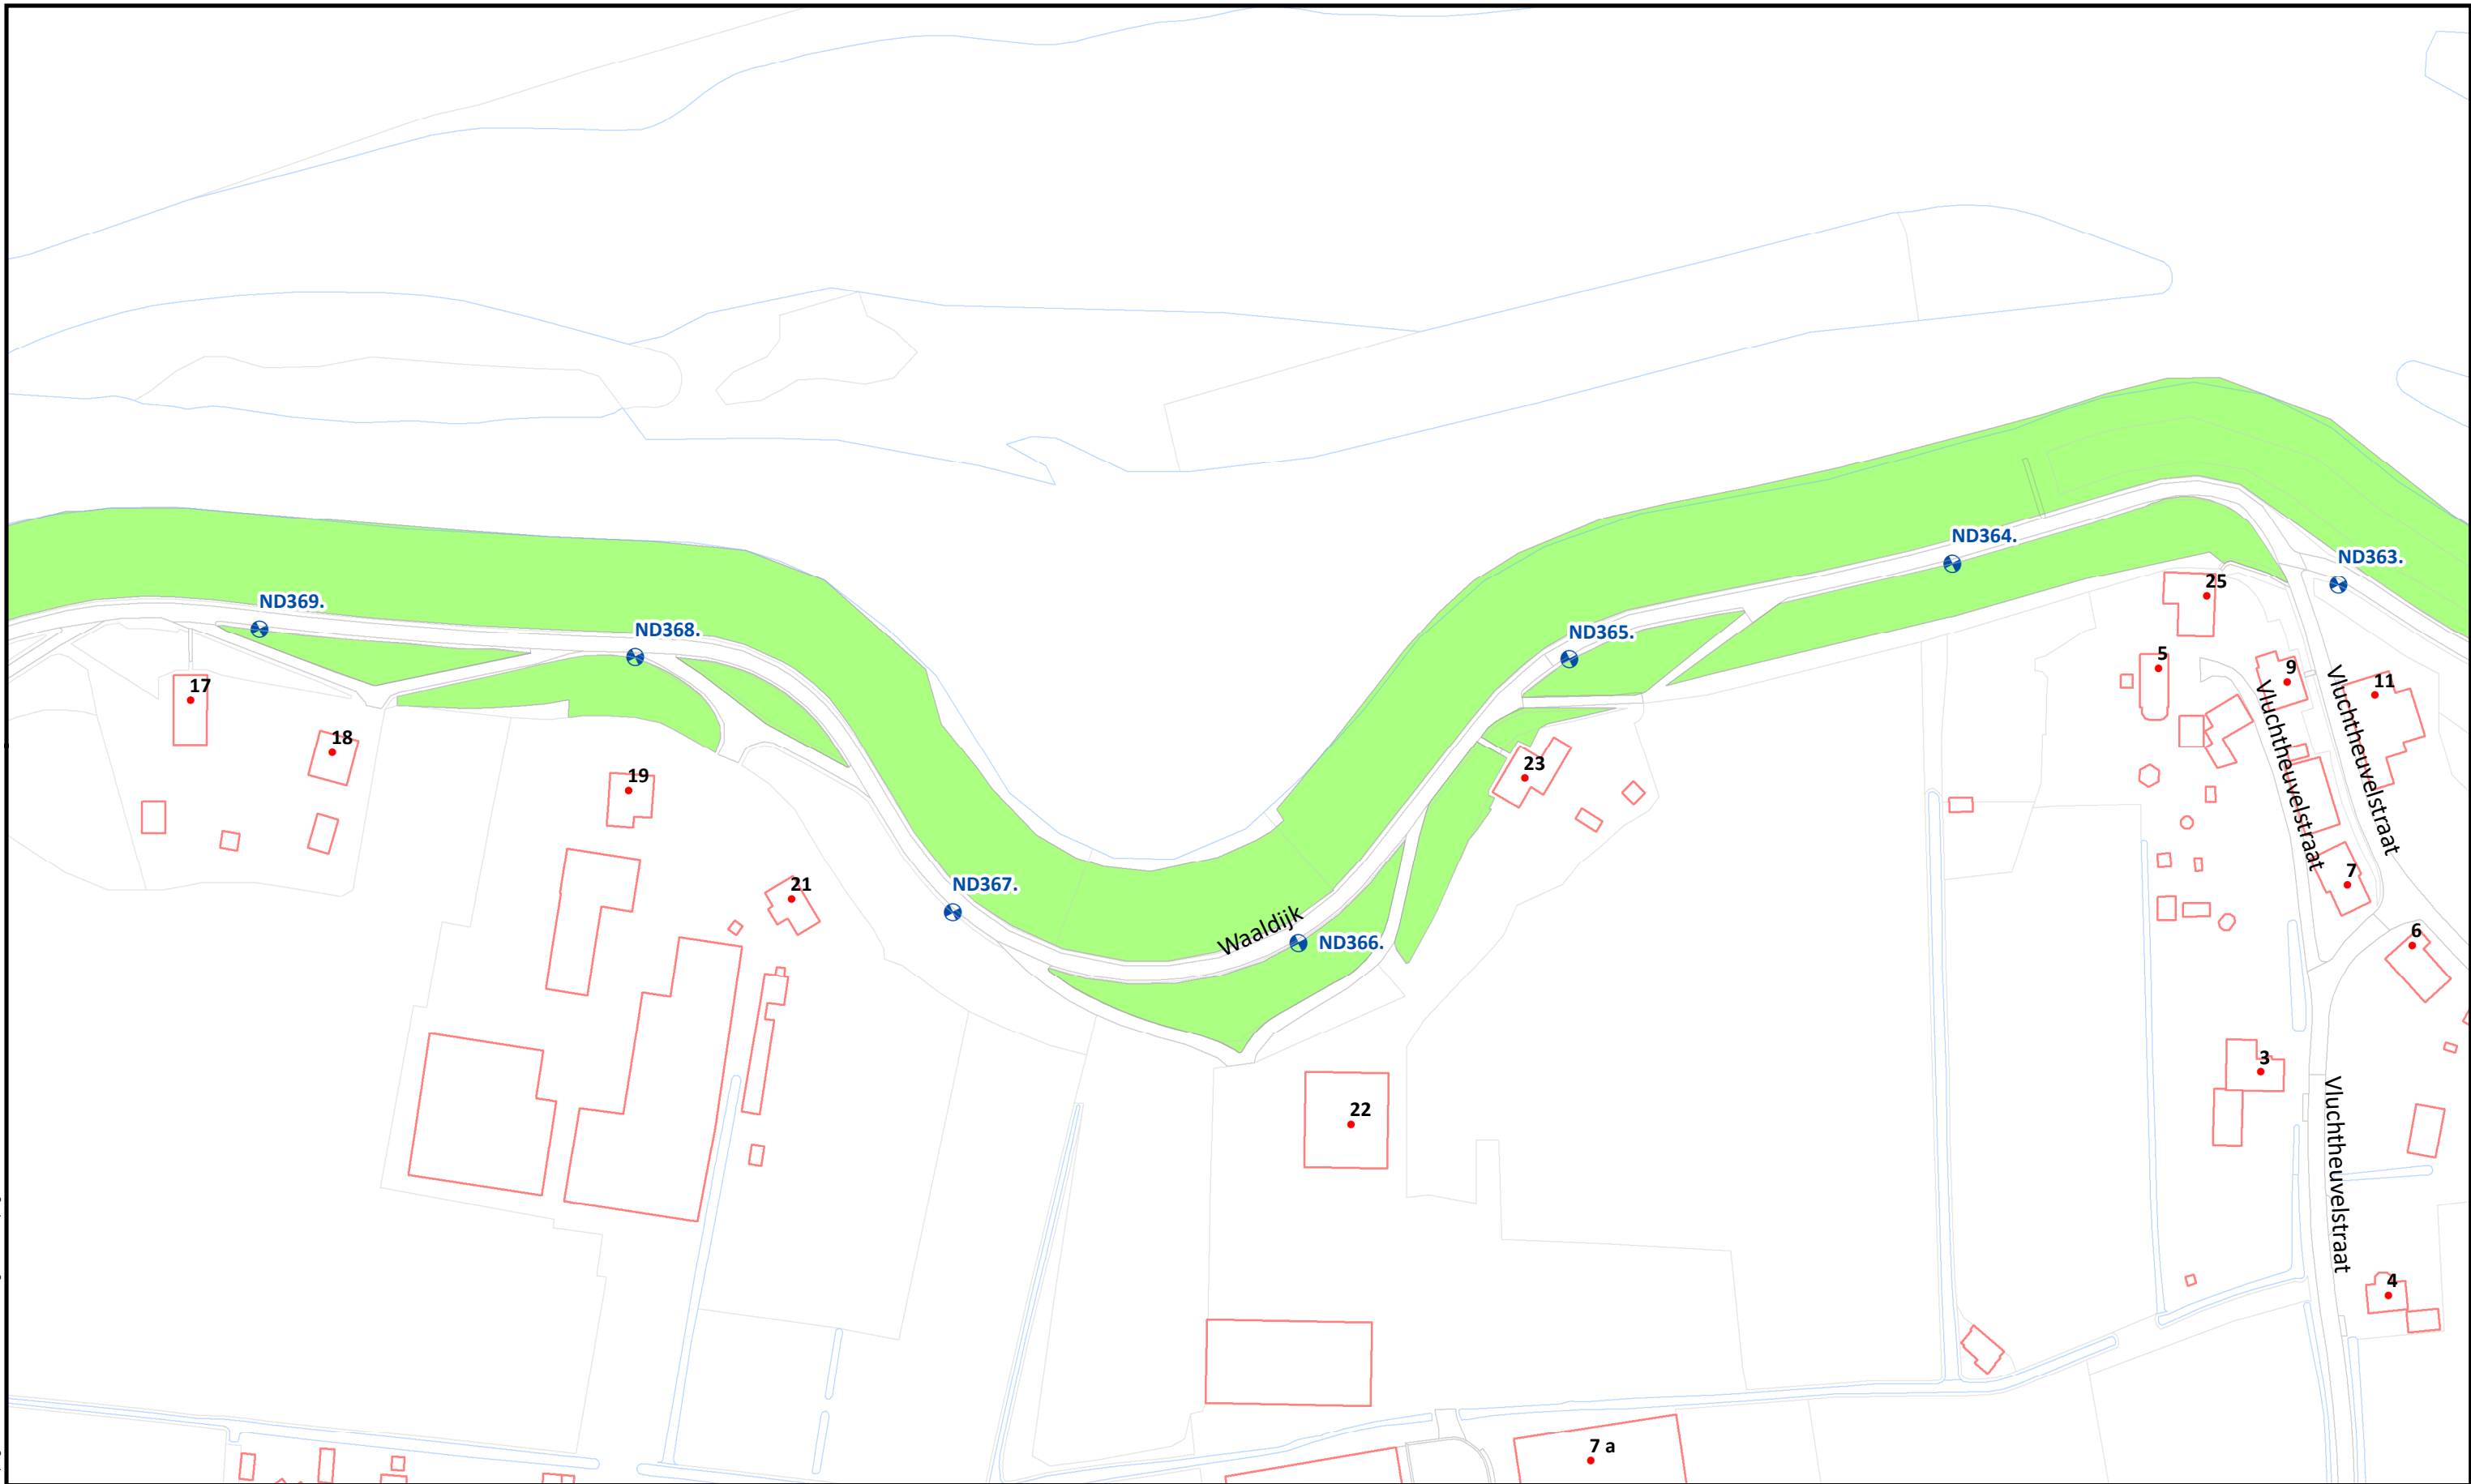 ND364.
ND363.
25
ND369.
ND368.
ND365.
5
9
11
17
Vluchtheuvelstraat
Vluchtheuvelstraat
18
23
19
21
7
ND367.
Waaldijk
ND366.
6
3
22
Vluchtheuvelstraat
4
7 a